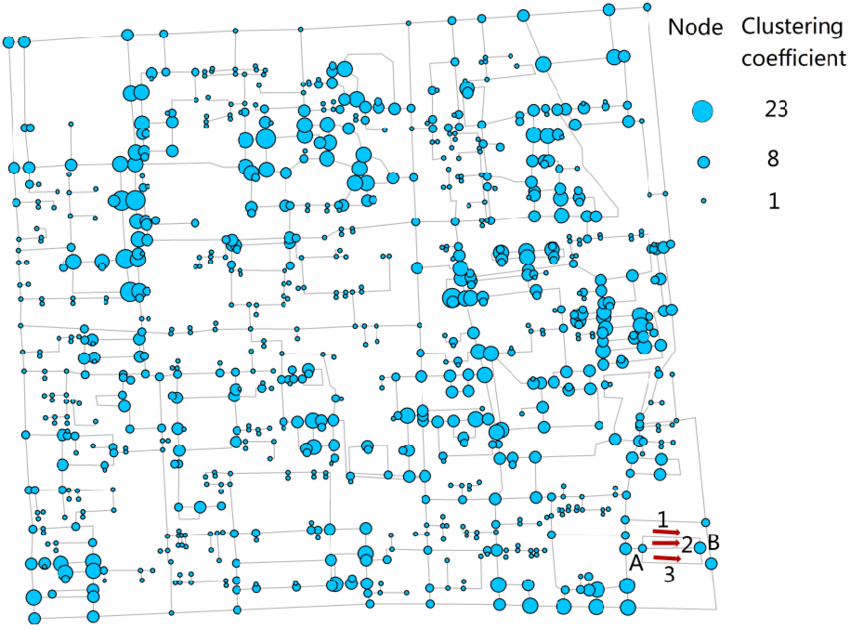 Node Clustering
coefficient
23
8
1
1
2 B
A
3